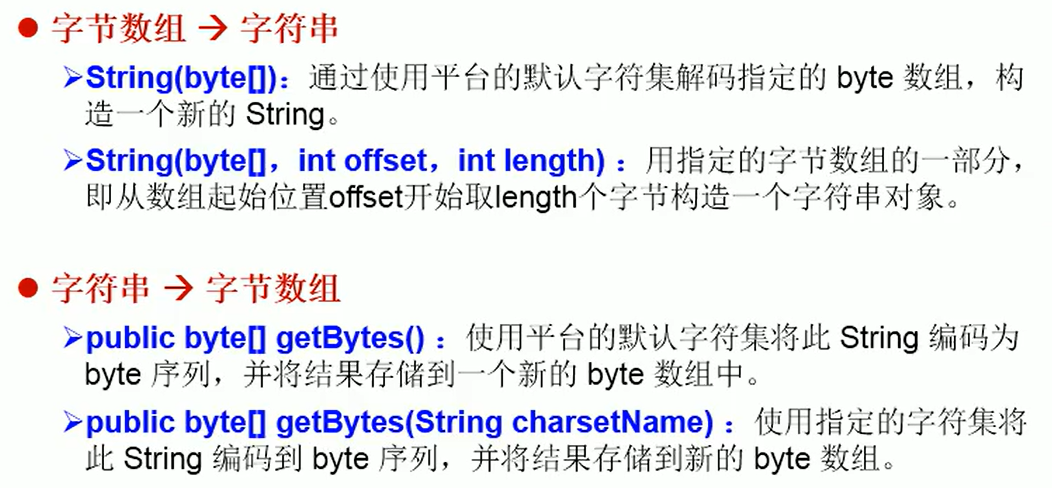 ● 字节数组 → 字符串
➢String(byte[])：通过使用平台的默认字符集解码指定的 byte 数组，构
造一个新的 String。
➢String(byte[]，int offset，int length) ：用指定的字节数组的一部分，
即从数组起始位置offset开始取length个字节构造一个字符串对象。
● 字符串 → 字节数组
➢public byte[] getBytes() ：使用平台的默认字符集将此 String 编码为
byte 序列，并将结果存储到一个新的 byte 数组中。
➢public byte[] getBytes(String charsetName) ：使用指定的字符集将
此 String 编码到 byte 序列，并将结果存储到新的 byte 数组。